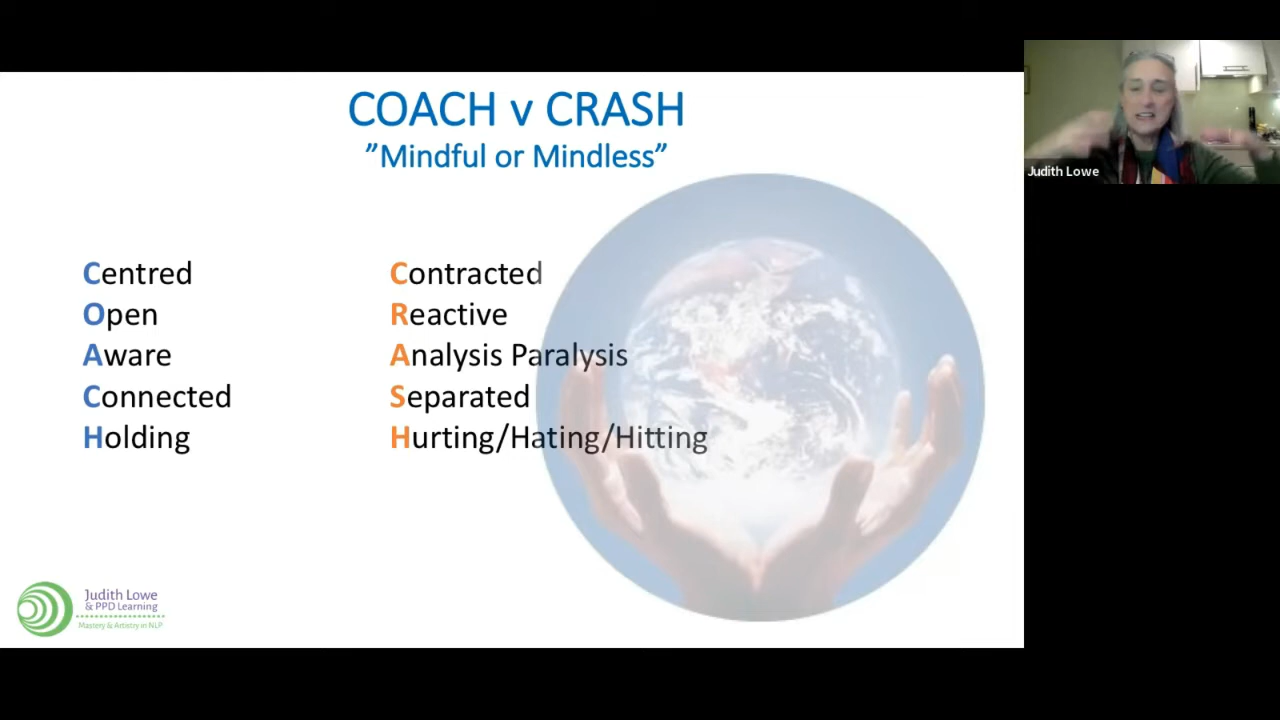 COACH v CRASH
”Mindful or Mindless”
Centred
Open
Aware
Connected
Holding
Contracted
Reactive
Analysis Paralysis
Separated
Hurting/Hating/Hitting
Judith Lowe
& PPD Learning
Mastery & Artistry in NLP
Judith Lowe